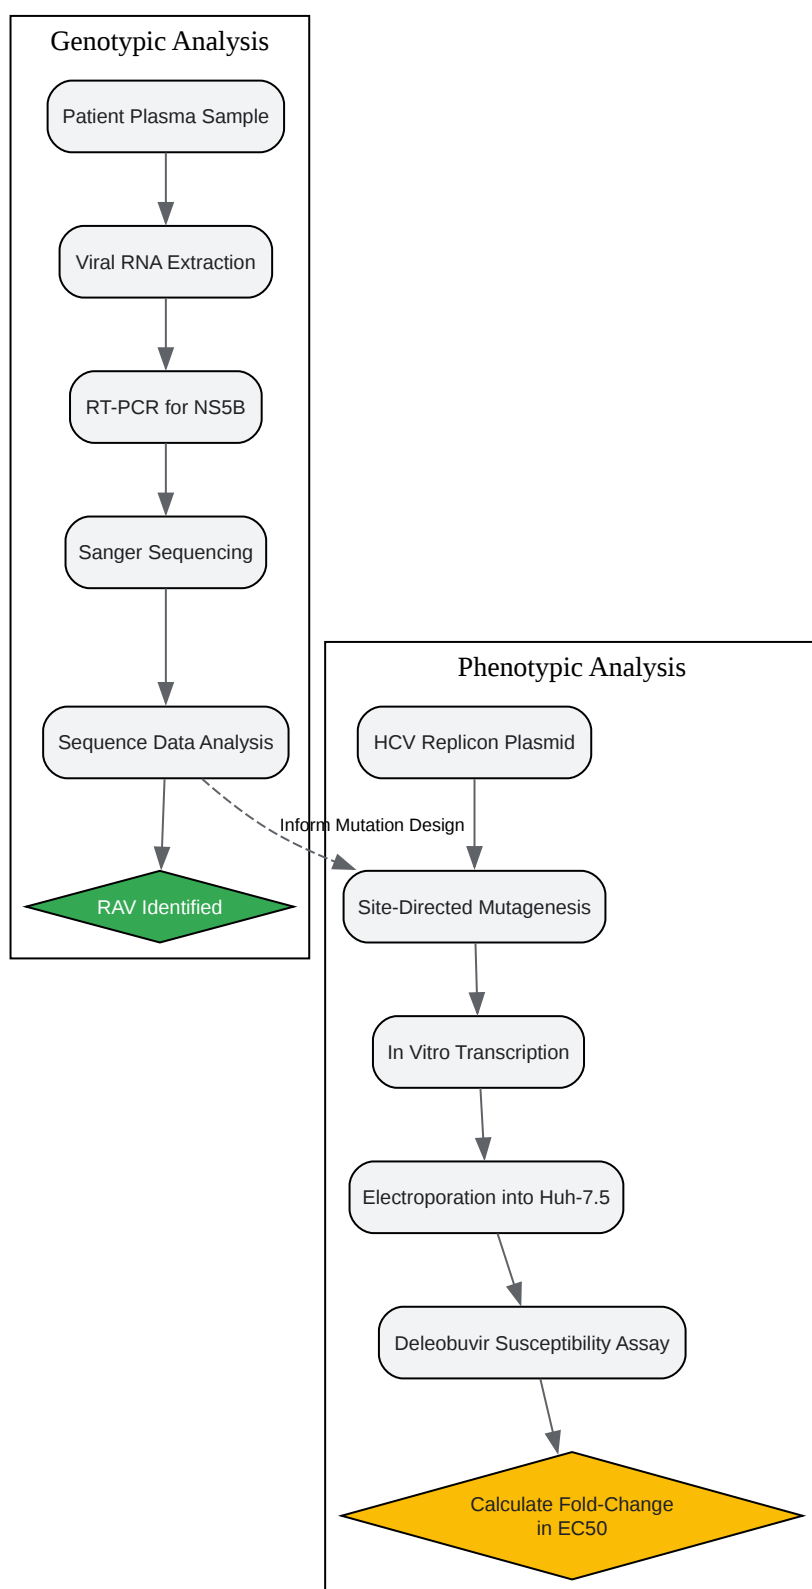 Genotypic Analysis
Patient Plasma Sample
Viral RNA Extraction
RT-PCR for NS5B
Sanger Sequencing
Sequence Data Analysis
RAV Identified
Inform Mutation Design
Phenotypic Analysis
HCV Replicon Plasmid
Site-Directed Mutagenesis
In Vitro Transcription
Electroporation into Huh-7.5
Deleobuvir Susceptibility Assay
Calculate Fold-Change
in EC50